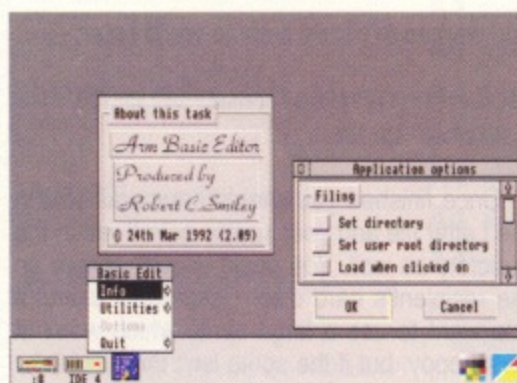 About this task
Arm Basic Editor
Produced by
Robert C. Smiley
24th Mar 1992 (2.09)
Application options
Filing
Set directory
Set user root directory
Load when clicked on
OK
Cancel
Basic Edit
Info
Utilities
Options
Quit
:0
IDE 4